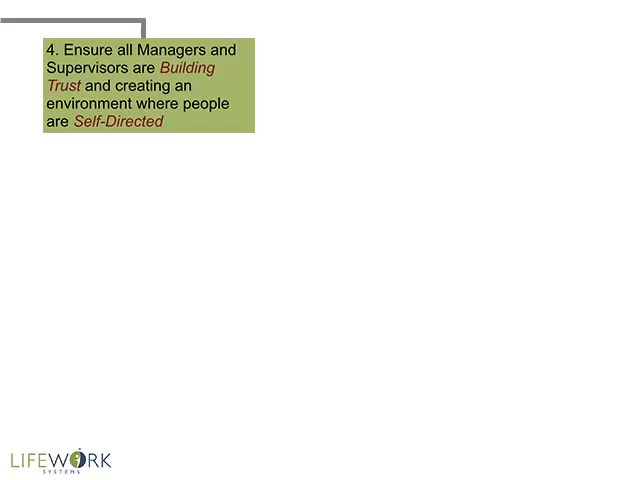 4. Ensure all Managers and
Supervisors are Building
Trust and creating an
environment where people
are Self-Directed
LIFEWORK
SYSTEMS